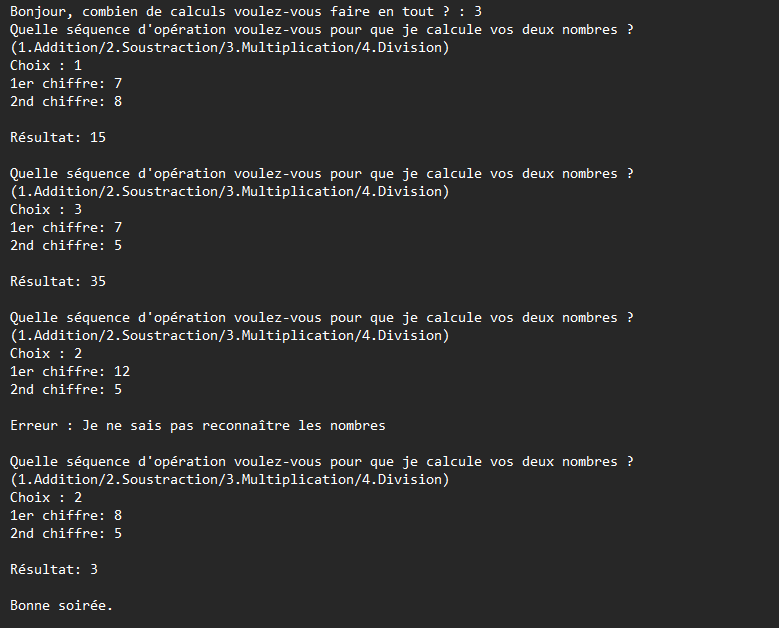 Bonjour, combien de calculs voulez-vous faire en tout ? : 3
Quelle séquence d'opération voulez-vous pour que je calcule vos deux nombres ?
(1.Addition/2.Soustraction/3.Multiplication/4.Division)
Choix : 1
1er chiffre: 7
2nd chiffre: 8
Résultat: 15
Quelle séquence d'opération voulez-vous pour que je calcule vos deux nombres ?
(1.Addition/2.Soustraction/3.Multiplication/4.Division)
Choix : 3
1er chiffre: 7
2nd chiffre: 5
Résultat: 35
Quelle séquence d'opération voulez-vous pour que je calcule vos deux nombres ?
(1.Addition/2.Soustraction/3.Multiplication/4.Division)
Choix : 2
1er chiffre: 12
2nd chiffre: 5
Erreur : Je ne sais pas reconnaître les nombres
Quelle séquence d'opération voulez-vous pour que je calcule vos deux nombres ?
(1.Addition/2.Soustraction/3.Multiplication/4.Division)
Choix : 2
1er chiffre: 8
2nd chiffre: 5
Résultat: 3
Bonne soirée.